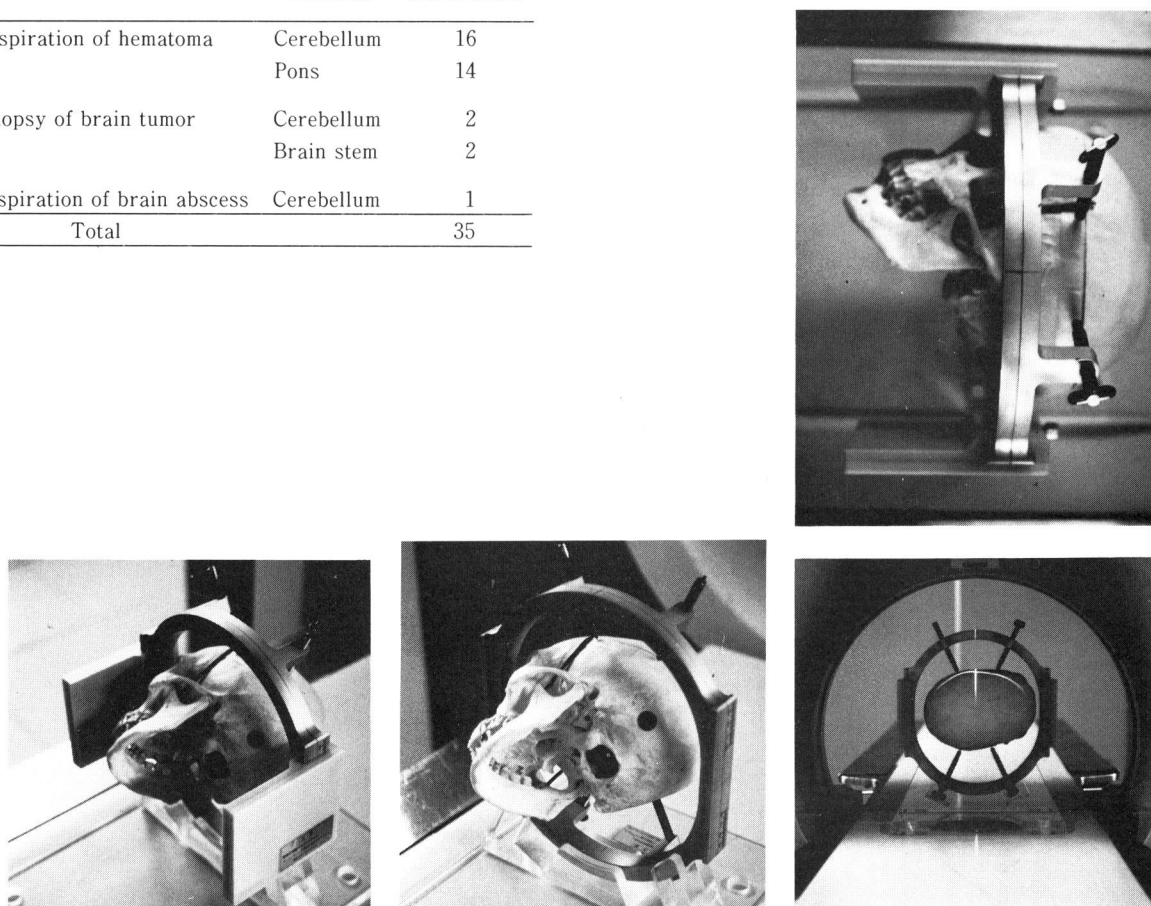 spiration of hematoma Cerebellum 16
Pons 14
opsy of brain tumor Cerebellum 2
Brain stem 2
spiration of brain abscess Cerebellum 1
Total 35